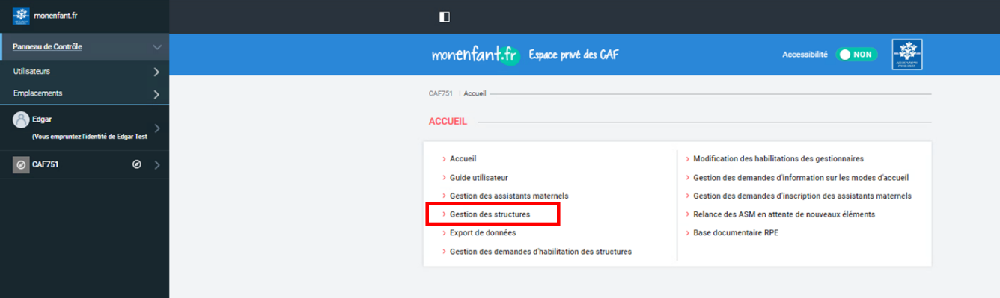 monenfant.fr
Panneau de Contrôle
Utilisateurs
Emplacements
Edgar
(Vous empruntez l'identité de Edgar Test
CAF751
monenfant.fr Espace privé des CAF
Accessibilité NON
ALLOCATIONS
FAMILIALES
CAF751 | Accueil
ACCUEIL
Accueil
Guide utilisateur
Gestion des assistants maternels
Gestion des structures
Export de données
Gestion des demandes d'habilitation des structures
Modification des habilitations des gestionnaires
Gestion des demandes d'information sur les modes d'accueil
Gestion des demandes d'inscription des assistants maternels
Relance des ASM en attente de nouveaux éléments
Base documentaire RPE